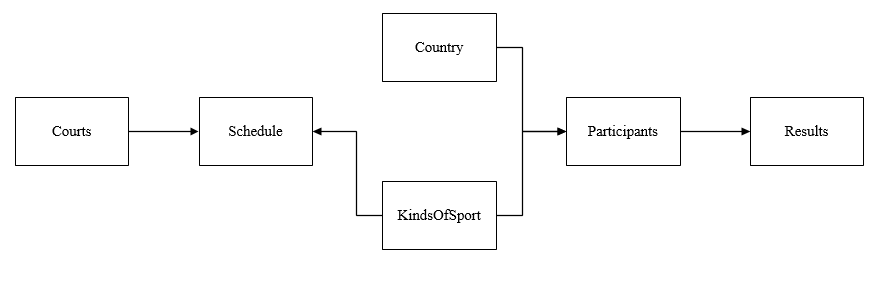 Country
Courts
Schedule
Participants
Results
KindsOfSport